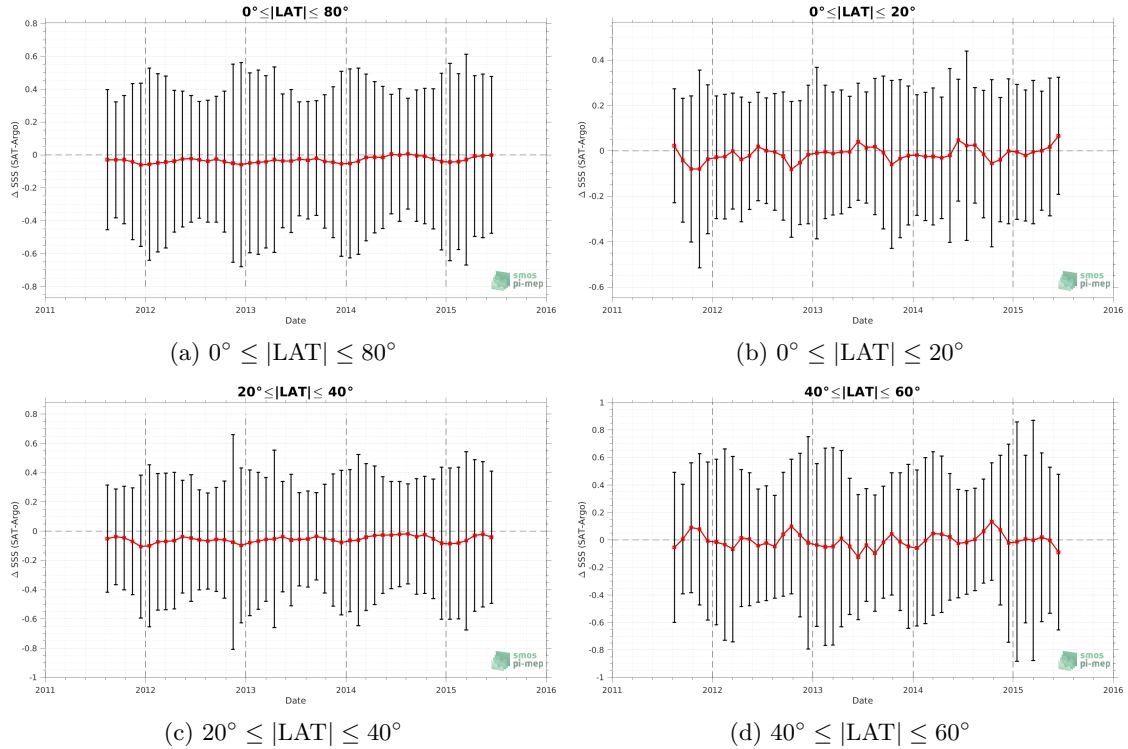 0°≤|LAT|≤ 80°
0.8
0.6
0.4
0.2
0
-0.2
-0.4
-0.6
-0.8
Δ SSS (SAT-Argo)
2011
2012
2013
2014
2015
2016
Date
smos
pi-mep
(a) 0° ≤ |LAT| ≤ 80°
0°≤|LAT|≤ 20°
0.4
0.2
0
-0.2
-0.4
-0.6
Δ SSS (SAT-Argo)
2011
2012
2013
2014
2015
2016
Date
smos
pi-mep
(b) 0° ≤ |LAT| ≤ 20°
20°≤|LAT|≤ 40°
0.8
0.6
0.4
0.2
0
-0.2
-0.4
-0.6
-0.8
-1
Δ SSS (SAT-Argo)
2011
2012
2013
2014
2015
2016
Date
smos
pi-mep
(c) 20° ≤ |LAT| ≤ 40°
40°≤|LAT|≤ 60°
1
0.8
0.6
0.4
0.2
0
-0.2
-0.4
-0.6
-0.8
-1
Δ SSS (SAT-Argo)
2011
2012
2013
2014
2015
2016
Date
smos
pi-mep
(d) 40° ≤ |LAT| ≤ 60°